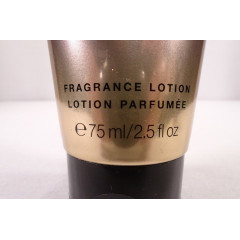 FRAGRANCE LOTION
LOTION PARFUMÉE
℮75 ml/2.5 fl oz